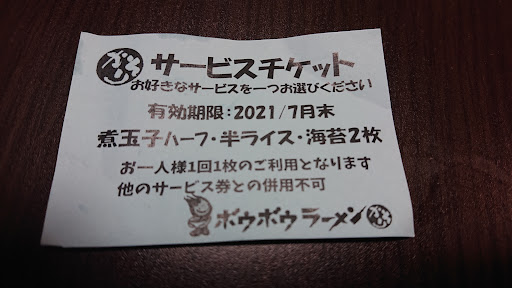 サービスチケット
お好きなサービスを一つお選びください
有効期限:2021/7月末
煮玉子ハーフ・半ライス・海苔2枚
お一人様1回1枚のご利用となります
他のサービス券との併用不可
ボウボウラーメン